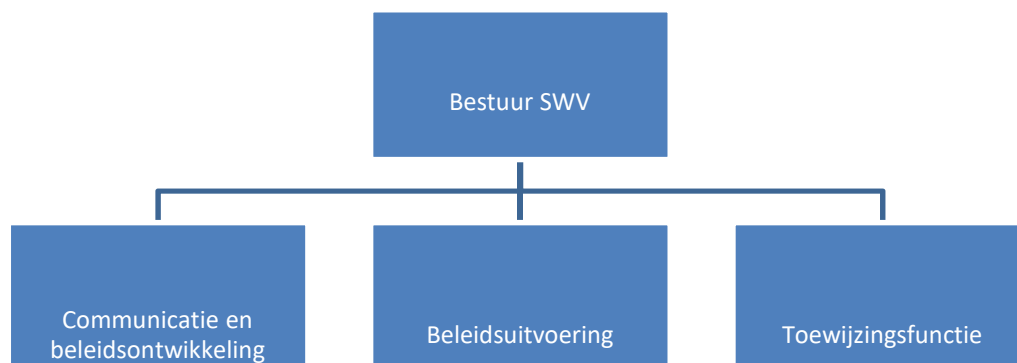 Bestuur SWV
Communicatie en
beleidsontwikkeling
Beleidsuitvoering
Toewijzingsfunctie